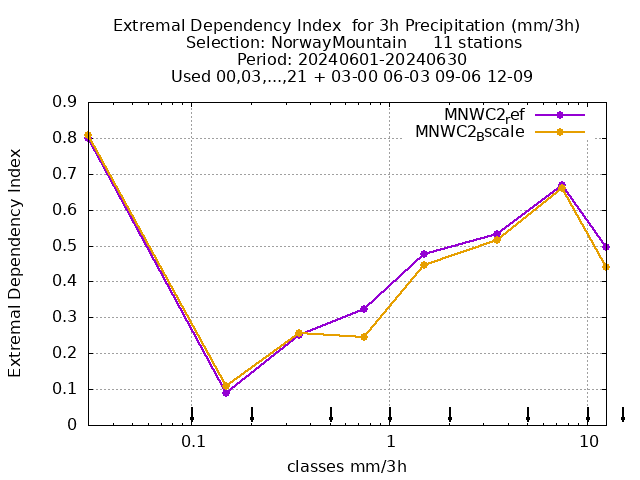 Extremal Dependency Index  for 3h Precipitation (mm/3h)
Selection: NorwayMountain     11 stations
Period: 20240601-20240630
Used 00,03,...,21 + 03-00 06-03 09-06 12-09
MNWC2ref
MNWC2Bscale
0.9
0.8
0.7
0.6
0.5
0.4
0.3
0.2
0.1
0
Extremal Dependency Index
0.1 1 10
classes mm/3h